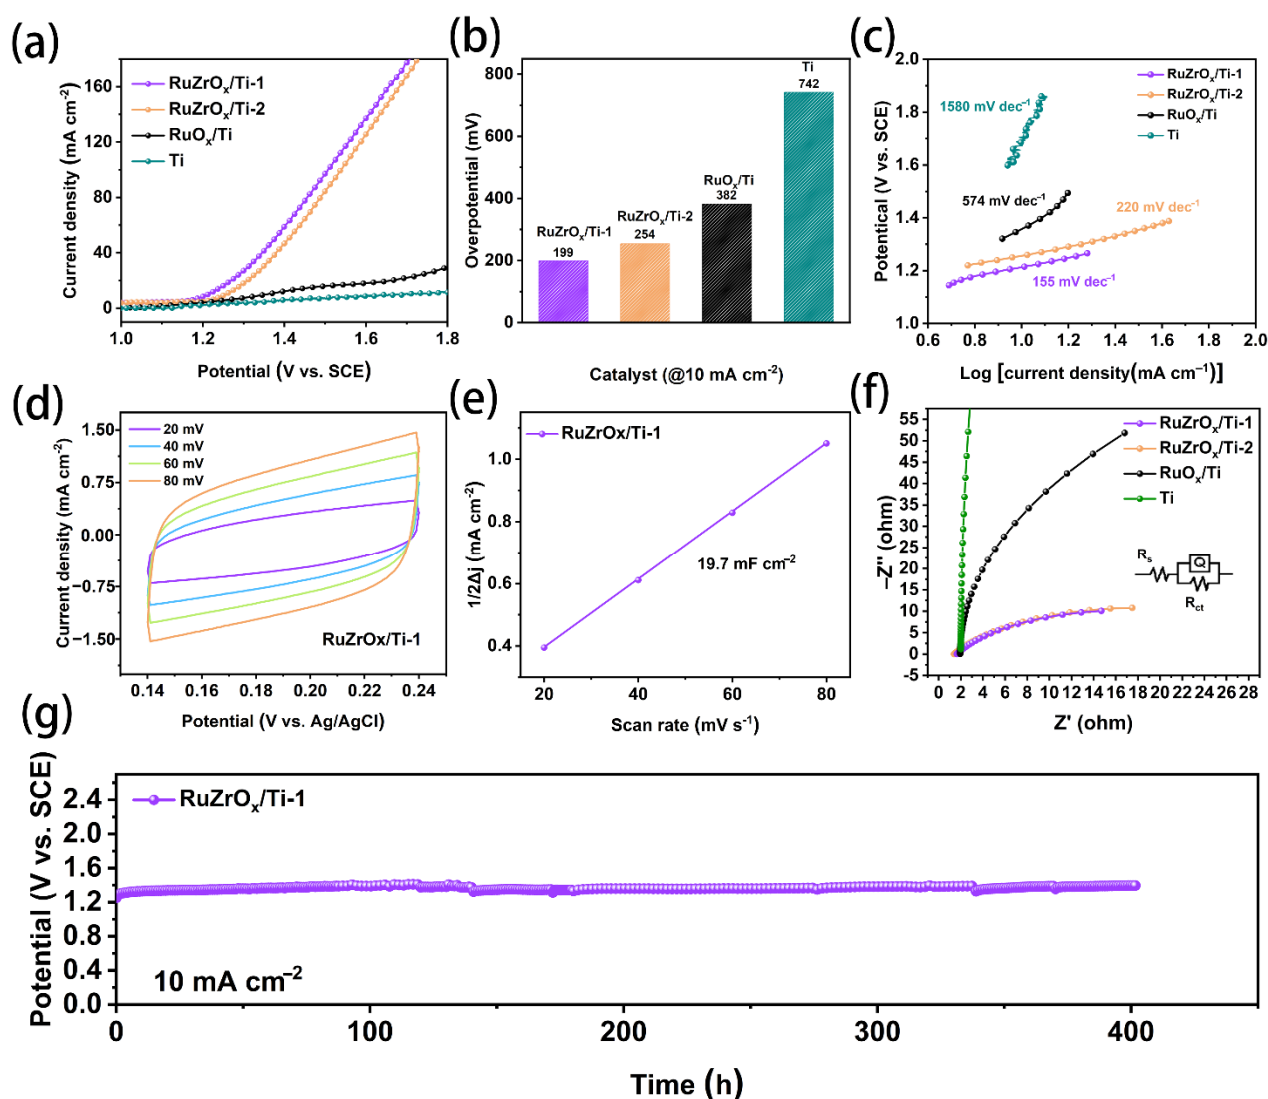 (a)
Current density (mA cm⁻²)
160
120
80
40
0
RuZrOₓ/Ti-1
RuZrOₓ/Ti-2
RuOₓ/Ti
Ti
1.0 1.2 1.4 1.6 1.8
Potential (V vs. SCE)
(b)
Overpotential (mV)
800
600
400
200
0
RuZrOₓ/Ti-1
199
RuZrOₓ/Ti-2
254
RuOₓ/Ti
382
Ti
742
Catalyst (@10 mA cm⁻²)
(c)
Potentical (V vs. SCE)
2.0
1.8
1.6
1.4
1.2
1.0
RuZrOₓ/Ti-1
RuZrOₓ/Ti-2
RuOₓ/Ti
Ti
1580 mV dec⁻¹
574 mV dec⁻¹
220 mV dec⁻¹
155 mV dec⁻¹
0.6 0.8 1.0 1.2 1.4 1.6 1.8 2.0
Log [current density(mA cm⁻¹)]
(d)
Current density (mA cm⁻²)
1.50
0.75
0.00
−0.75
−1.50
20 mV
40 mV
60 mV
80 mV
RuZrOx/Ti-1
0.14 0.16 0.18 0.20 0.22 0.24
Potential (V vs. Ag/AgCl)
(e)
1/2Δj (mA cm⁻²)
1.2
1.0
0.8
0.6
0.4
RuZrOx/Ti-1
19.7 mF cm⁻²
20 40 60 80
Scan rate (mV s⁻¹)
(f)
−Z'' (ohm)
55
50
45
40
35
30
25
20
15
10
5
0
-5
RuZrOₓ/Ti-1
RuZrOₓ/Ti-2
RuOₓ/Ti
Ti
Rₛ
Q
R_ct
0 2 4 6 8 10 12 14 16 18 20 22 24 26 28
Z' (ohm)
(g)
Potential (V vs. SCE)
2.4
2.0
1.6
1.2
0.8
0.4
0.0
RuZrOₓ/Ti-1
10 mA cm⁻²
0 100 200 300 400
Time (h)